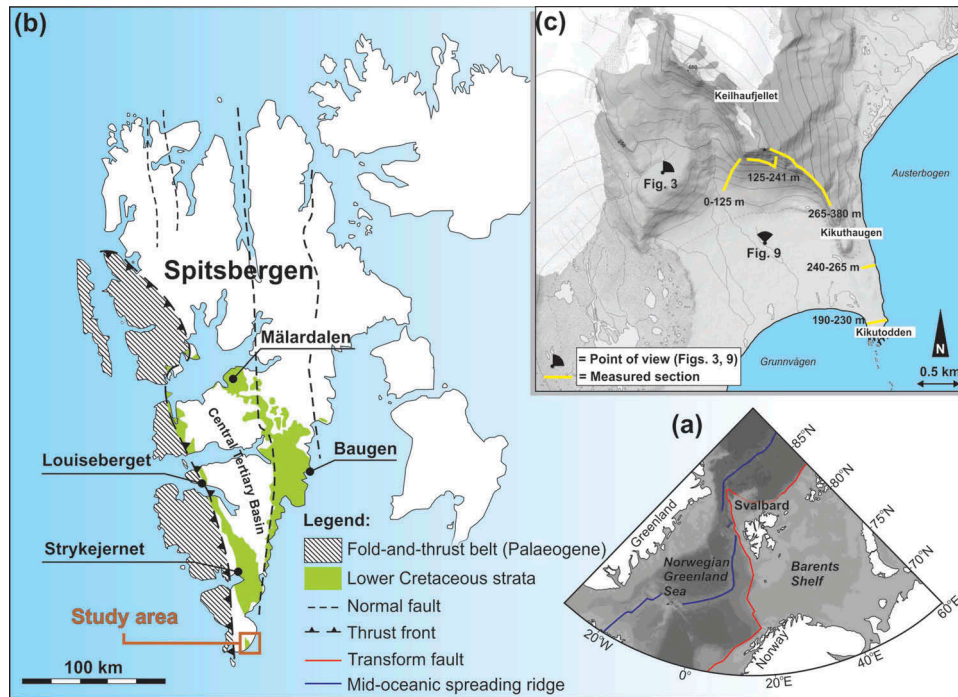 (b)
Spitsbergen
Mälardalen
Central Tertiary Basin
Louiseberget
Baugen
Strykejernet
Study area
100 km
Legend:
Fold-and-thrust belt (Palaeogene)
Lower Cretaceous strata
Normal fault
Thrust front
Transform fault
Mid-oceanic spreading ridge
(c)
Keilhaufjellet
Fig. 3
125-241 m
0-125 m
265-380 m
Austerbogen
Kikuthaugen
Fig. 9
240-265 m
190-230 m
Kikutodden
Grunnvågen
= Point of view (Figs. 3, 9)
= Measured section
N
0.5 km
(a)
85°N
80°N
75°N
70°N
60°E
40°E
20°E
0°
20°W
Greenland
Svalbard
Norwegian
Greenland
Sea
Barents
Shelf
Norway